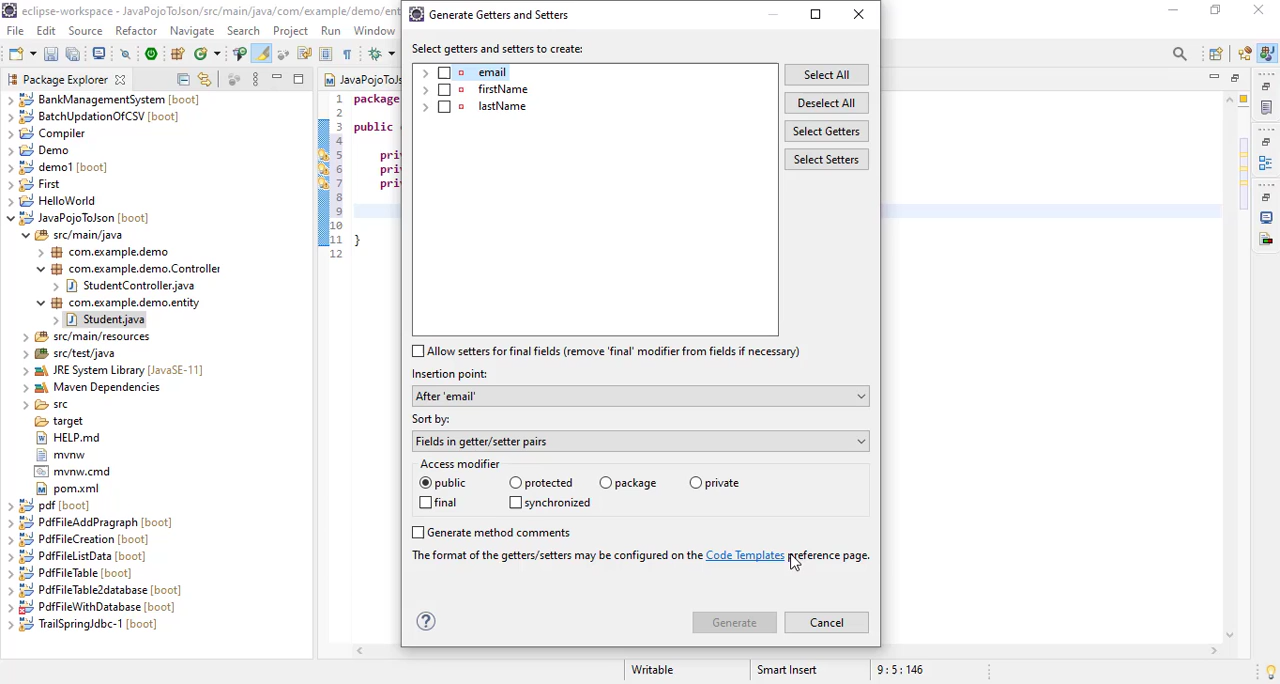 eclipse-workspace - JavaPojoToJson/src/main/java/com/example/demo/ent
File Edit Source Refactor Navigate Search Project Run Window
Package Explorer
BankManagementSystem [boot]
BatchUpdationOfCSV [boot]
Compiler
Demo
demo1 [boot]
First
HelloWorld
JavaPojoToJson [boot]
src/main/java
com.example.demo
com.example.demo.Controller
StudentController.java
com.example.demo.entity
Student.java
src/main/resources
src/test/java
JRE System Library [JavaSE-11]
Maven Dependencies
src
target
HELP.md
mvnw
mvnw.cmd
pom.xml
pdf [boot]
PdfFileAddPragraph [boot]
PdfFileCreation [boot]
PdfFileListData [boot]
PdfFileTable [boot]
PdfFileTable2database [boot]
PdfFileWithDatabase [boot]
TrailSpringJdbc-1 [boot]
JavaPojoToJs
1 package
2
3 public
4
5 priv
6 priv
7 priv
8
9
10
11 }
12
Generate Getters and Setters
Select getters and setters to create:
email
firstName
lastName
Select All
Deselect All
Select Getters
Select Setters
Allow setters for final fields (remove 'final' modifier from fields if necessary)
Insertion point:
After 'email'
Sort by:
Fields in getter/setter pairs
Access modifier
public protected package private
final synchronized
Generate method comments
The format of the getters/setters may be configured on the Code Templates preference page.
? Generate Cancel
Writable Smart Insert 9 : 5 : 146